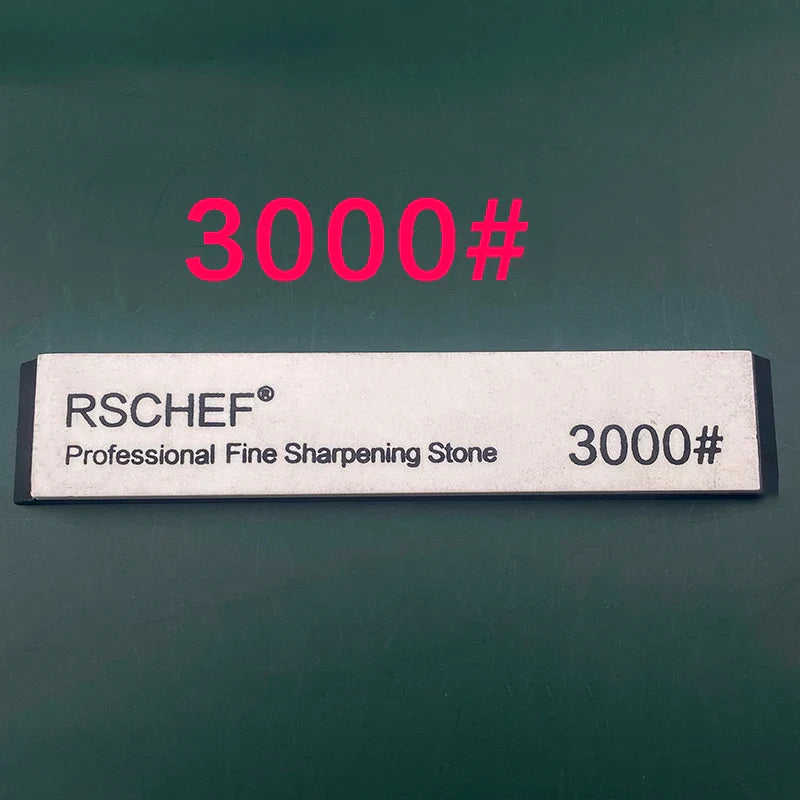 3000#
RSCHEF®
Professional Fine Sharpening Stone 3000#